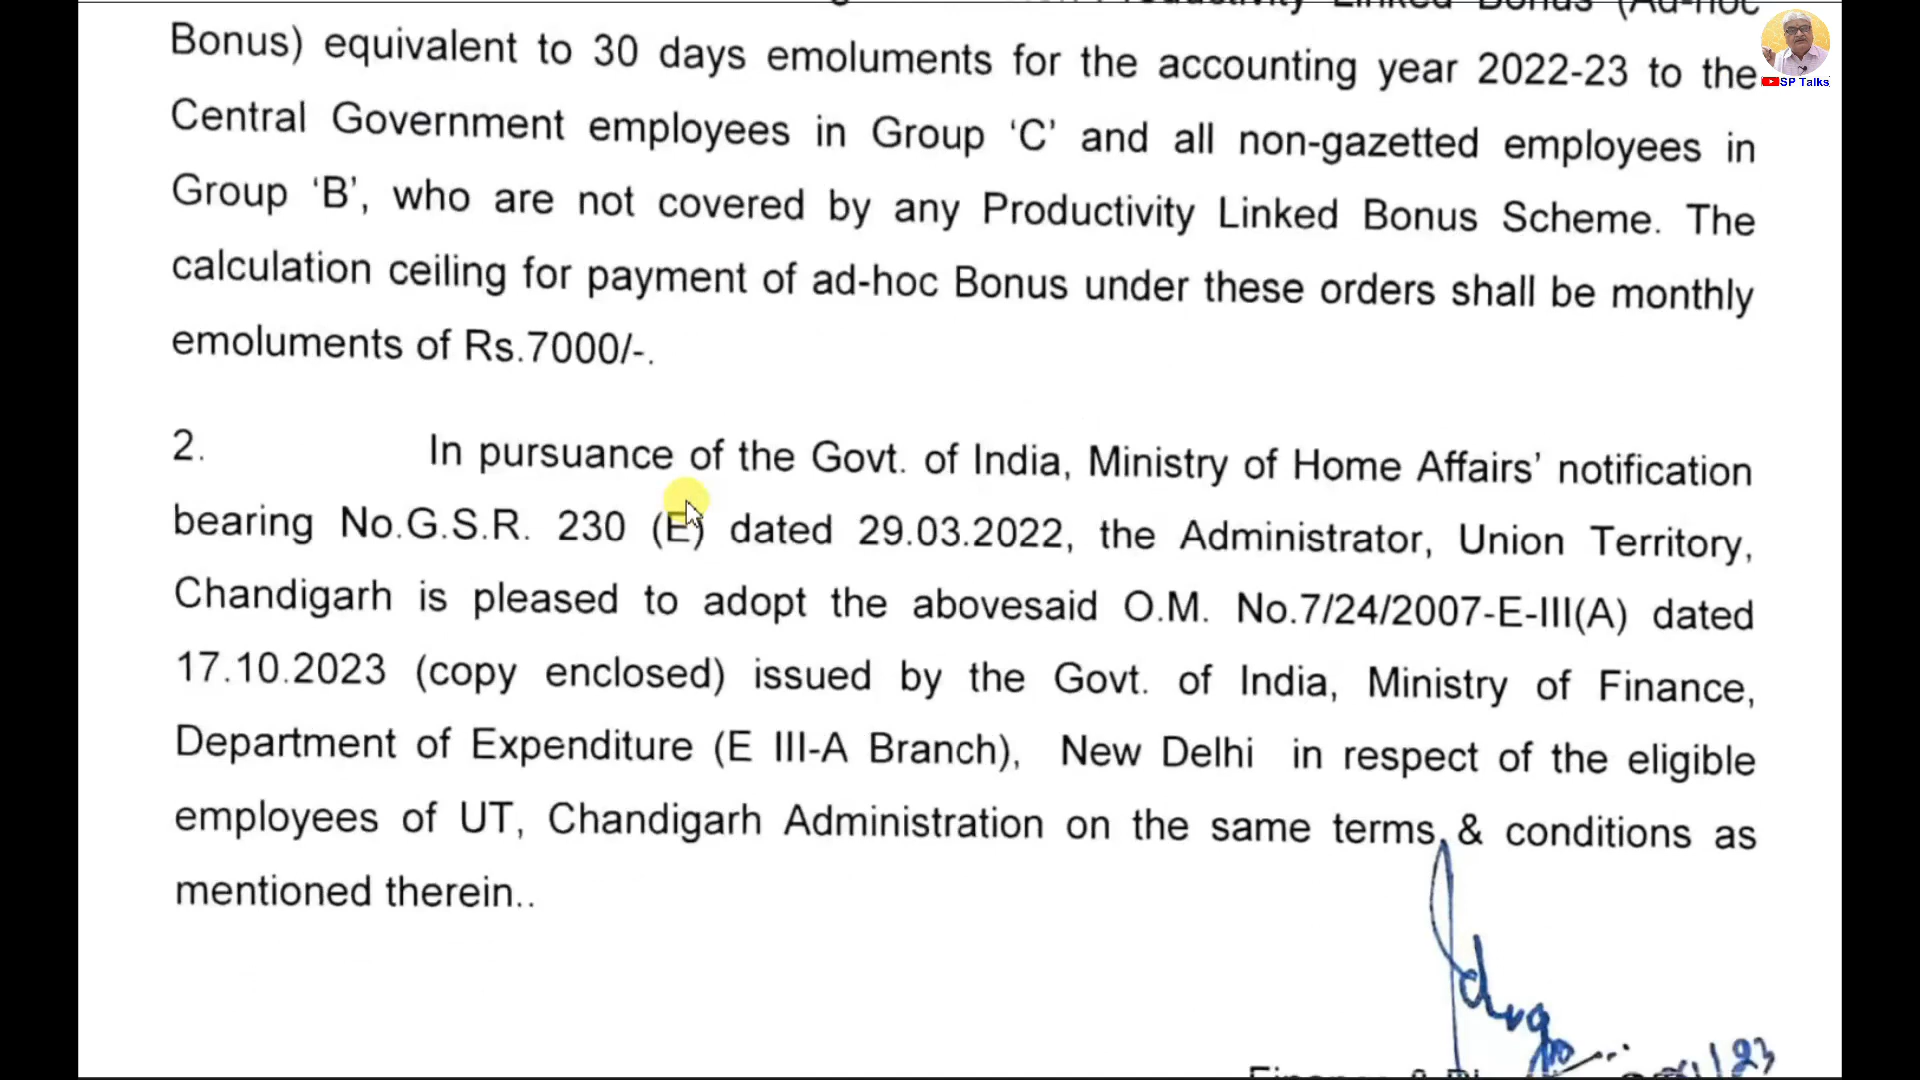 Productivity Linked Bonus (Ad-hoc
Bonus) equivalent to 30 days emoluments for the accounting year 2022-23 to the
SP Talks
Central Government employees in Group ‘C’ and all non-gazetted employees in
Group ‘B’, who are not covered by any Productivity Linked Bonus Scheme. The
calculation ceiling for payment of ad-hoc Bonus under these orders shall be monthly
emoluments of Rs.7000/-.
2. In pursuance of the Govt. of India, Ministry of Home Affairs’ notification
bearing No.G.S.R. 230 (E) dated 29.03.2022, the Administrator, Union Territory,
Chandigarh is pleased to adopt the abovesaid O.M. No.7/24/2007-E-III(A) dated
17.10.2023 (copy enclosed) issued by the Govt. of India, Ministry of Finance,
Department of Expenditure (E III-A Branch), New Delhi in respect of the eligible
employees of UT, Chandigarh Administration on the same terms & conditions as
mentioned therein..